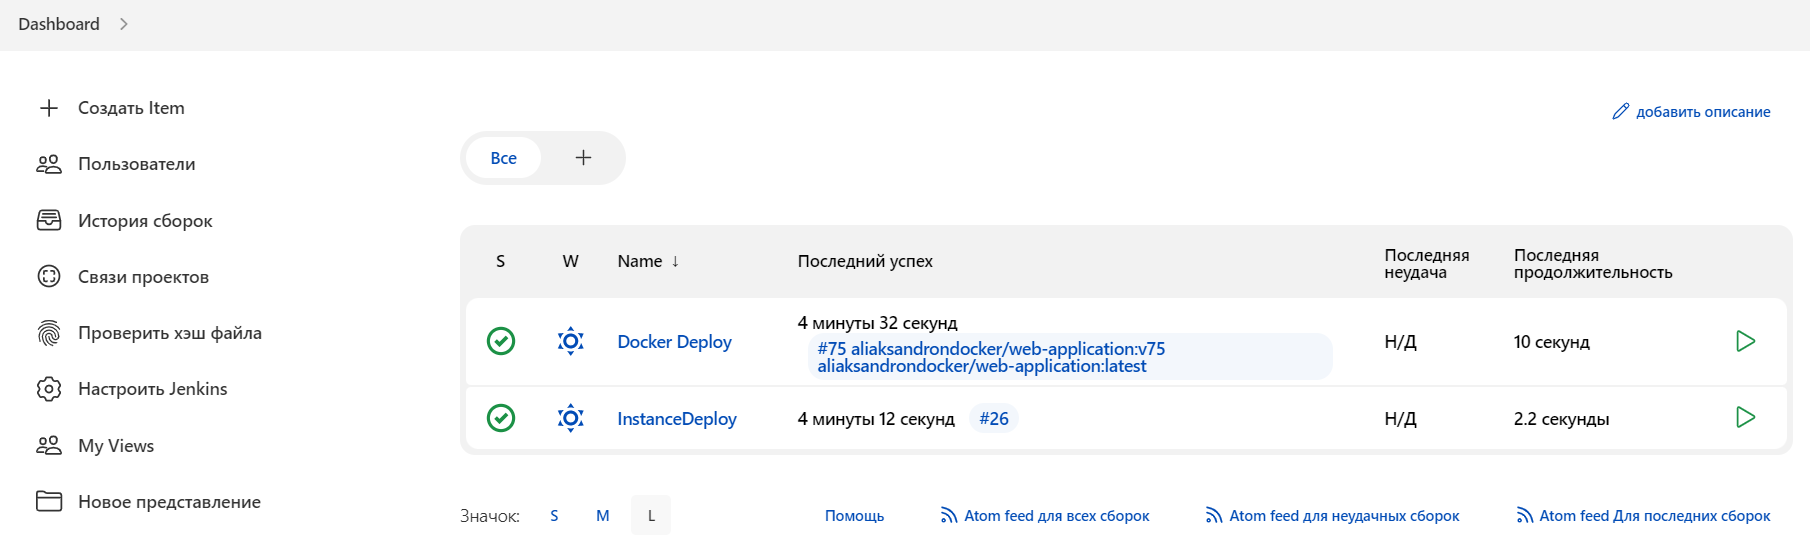 Dashboard
Создать Item
Пользователи
История сборок
Связи проектов
Проверить хэш файла
Настроить Jenkins
My Views
Новое представление
добавить описание
Все
S W Name ↓ Последний успех Последняя неудача Последняя продолжительность
4 минуты 32 секунд
Docker Deploy #75 aliaksandrondocker/web-application:v75 Н/Д 10 секунд
aliaksandrondocker/web-application:latest
InstanceDeploy 4 минуты 12 секунд #26 Н/Д 2.2 секунды
Значок: S M L Помощь Atom feed для всех сборок Atom feed для неудачных сборок Atom feed Для последних сборок